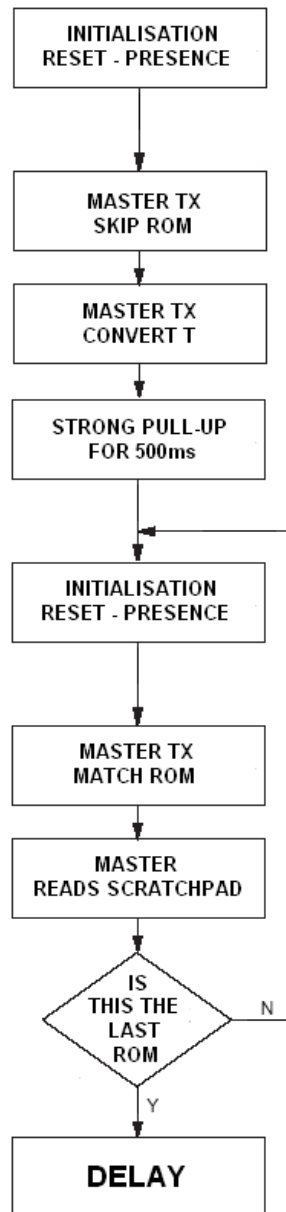 INITIALISATION
RESET - PRESENCE
MASTER TX
SKIP ROM
MASTER TX
CONVERT T
STRONG PULL-UP
FOR 500ms
INITIALISATION
RESET - PRESENCE
MASTER TX
MATCH ROM
MASTER
READS SCRATCHPAD
IS
THIS THE
LAST
ROM
N
Y
DELAY